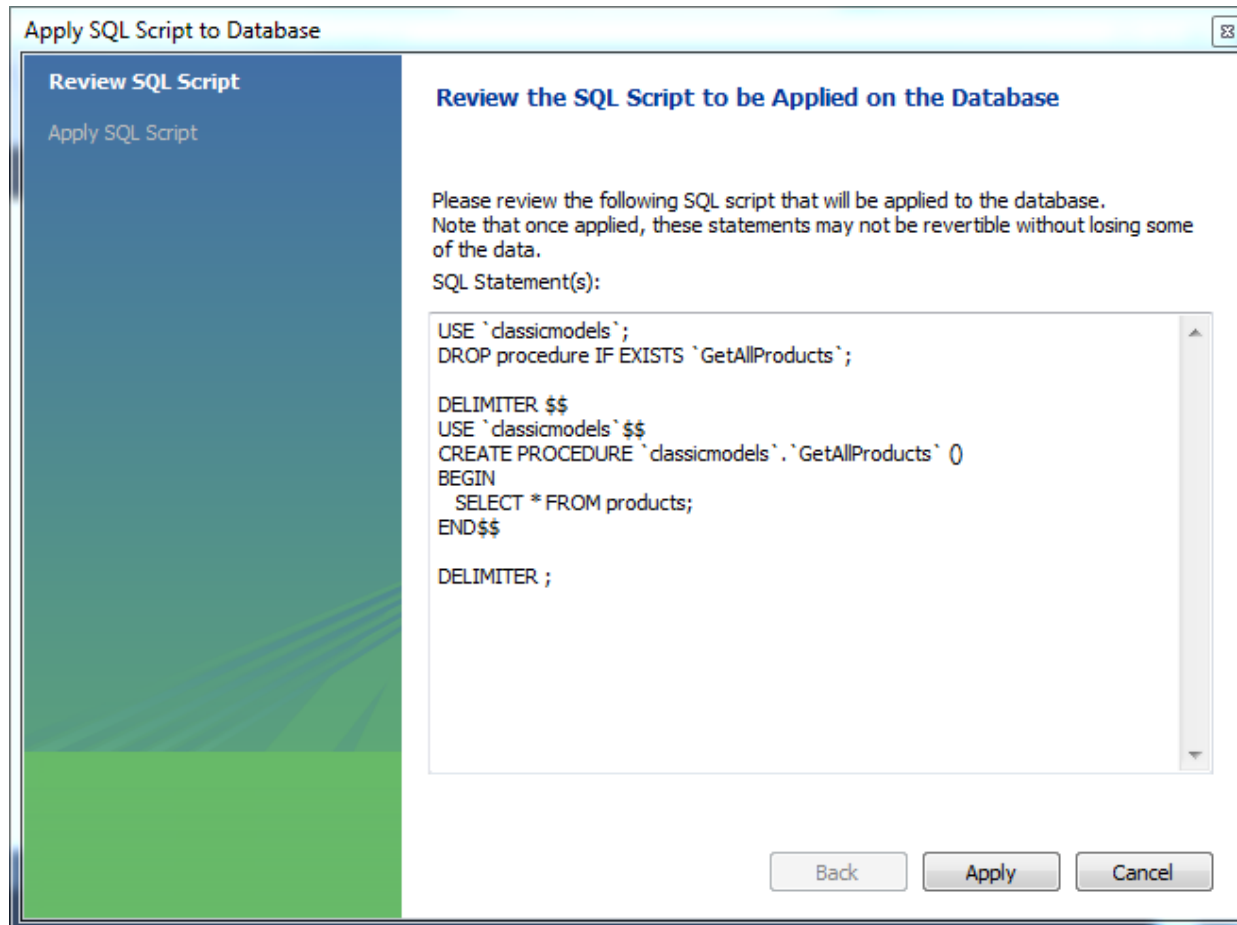 Apply SQL Script to Database
Review SQL Script
Apply SQL Script
Review the SQL Script to be Applied on the Database
Please review the following SQL script that will be applied to the database.
Note that once applied, these statements may not be revertible without losing some
of the data.
SQL Statement(s):
USE `classicmodels`;
DROP procedure IF EXISTS `GetAllProducts`;
DELIMITER $$
USE `classicmodels`$$
CREATE PROCEDURE `classicmodels`.`GetAllProducts` ()
BEGIN
SELECT * FROM products;
END$$
DELIMITER ;
Back
Apply
Cancel